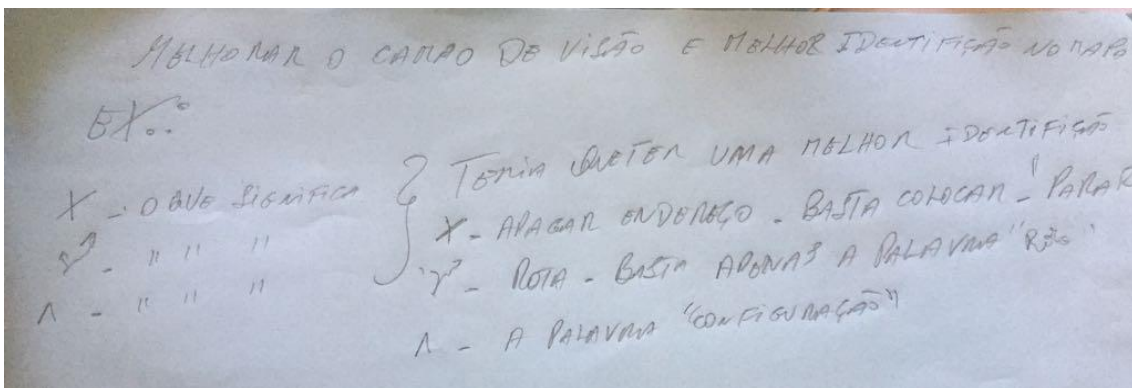 MELHORAR O CAMPO DE VISÃO E MELHOR IDENTIFIÇÃO NO MAPA
EX.:
X - O QUE SIGNIFICA
" " "
Λ - " " "
TERIA QUE TER UMA MELHOR IDENTIFIÇÃO
X - APAGAR ENDEREÇO - BASTA COLOCAR - "PARAR
ROTA - BASTA APENAS A PALAVRA
Λ - A PALAVRA "CONFIGURAÇÃO"